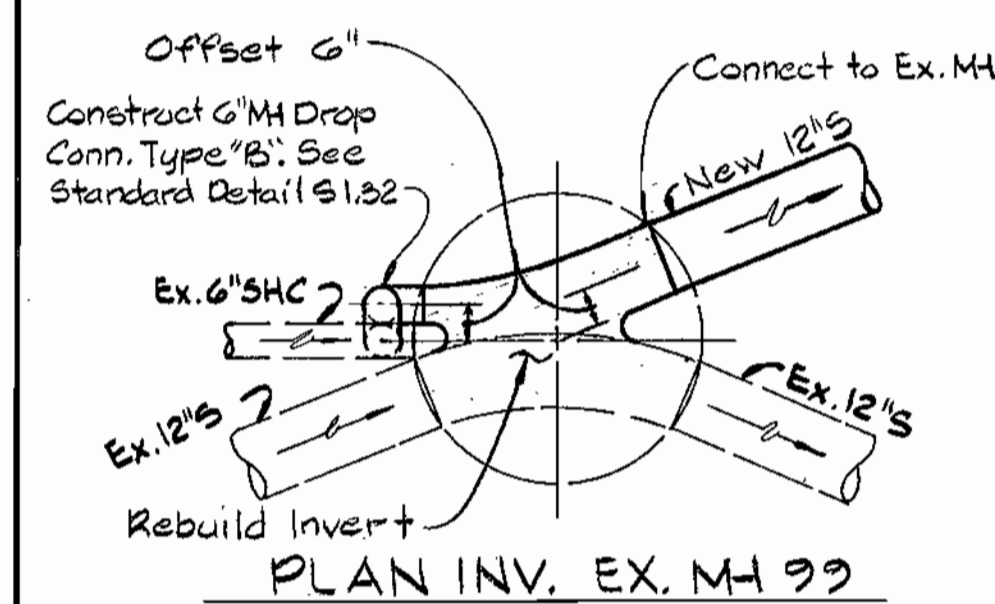 Offset 6"
Connect to Ex. MH
Construct 6" MH Drop
Conn. Type "B". See
Standard Detail S1.32
New 12"S
Ex. 6"SHC
Ex. 12"S
Ex. 12"S
Rebuild Invert
PLAN INV. EX. MH 99